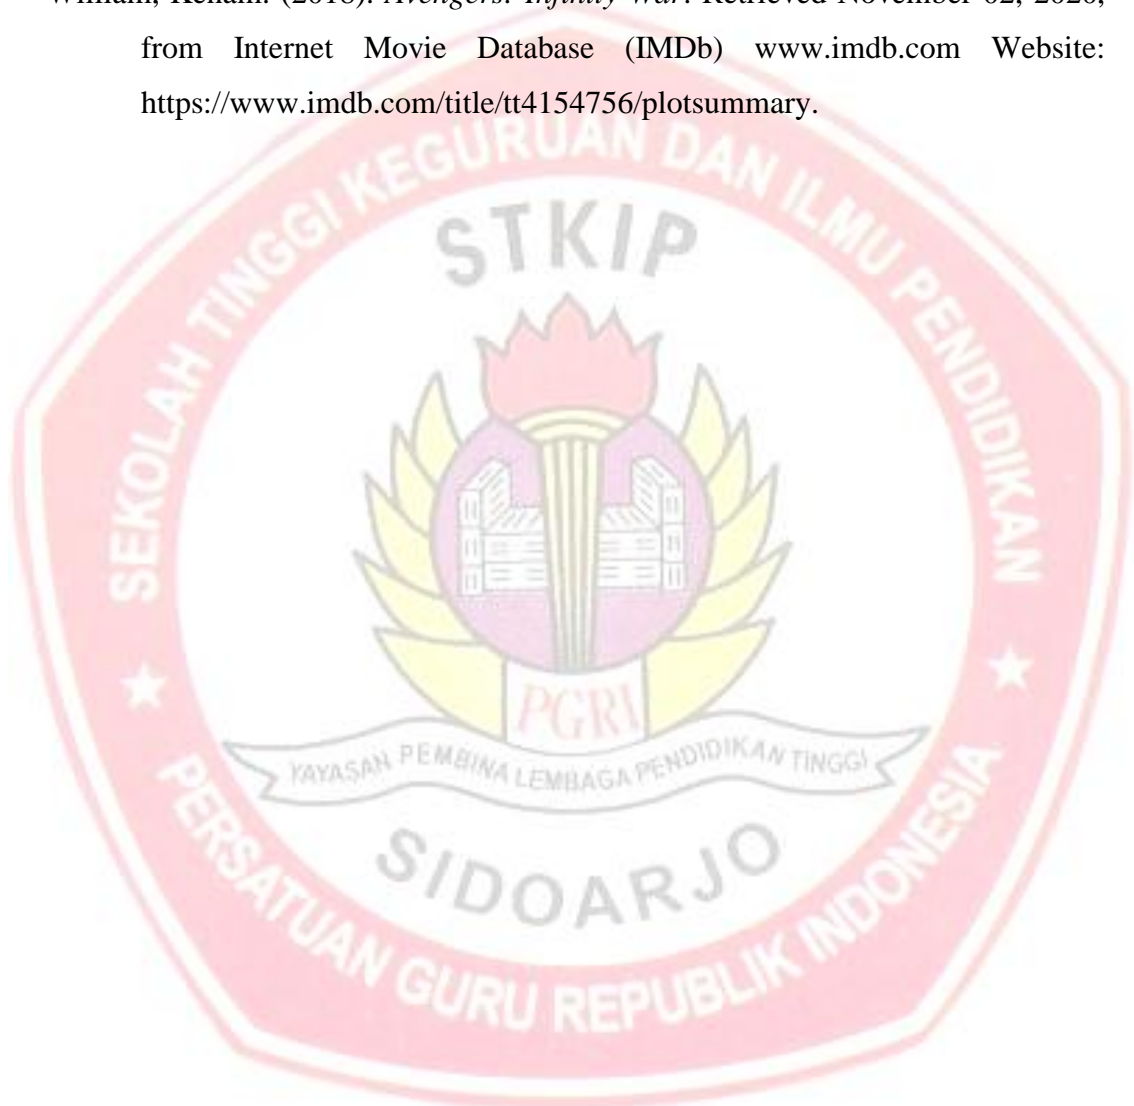 William, Kenam. (2018). Avengers: Infinity War. Retrieved November 02, 2020,
from Internet Movie Database (IMDb) www.imdb.com Website:
https://www.imdb.com/title/tt4154756/plotsummary.
SEKOLAH TINGGI KEGURUAN DAN ILMU PENDIDIKAN
STKIP
PGRI
YAYASAN PEMBINA LEMBAGA PENDIDIKAN TINGGI
SIDOARJO
PERSATUAN GURU REPUBLIK INDONESIA